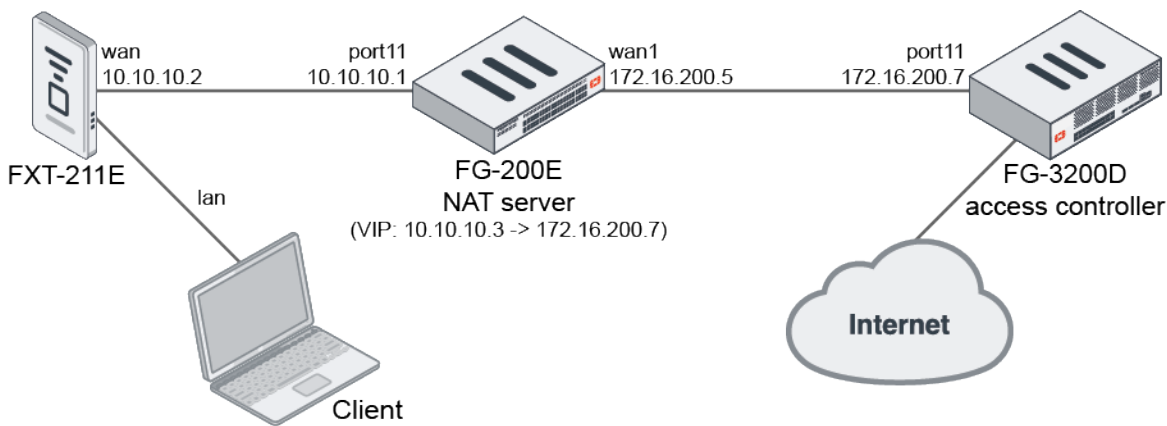 wan
10.10.10.2
port11
10.10.10.1
wan1
172.16.200.5
port11
172.16.200.7
FXT-211E
FG-200E
NAT server
(VIP: 10.10.10.3 -> 172.16.200.7)
FG-3200D
access controller
lan
Internet
Client